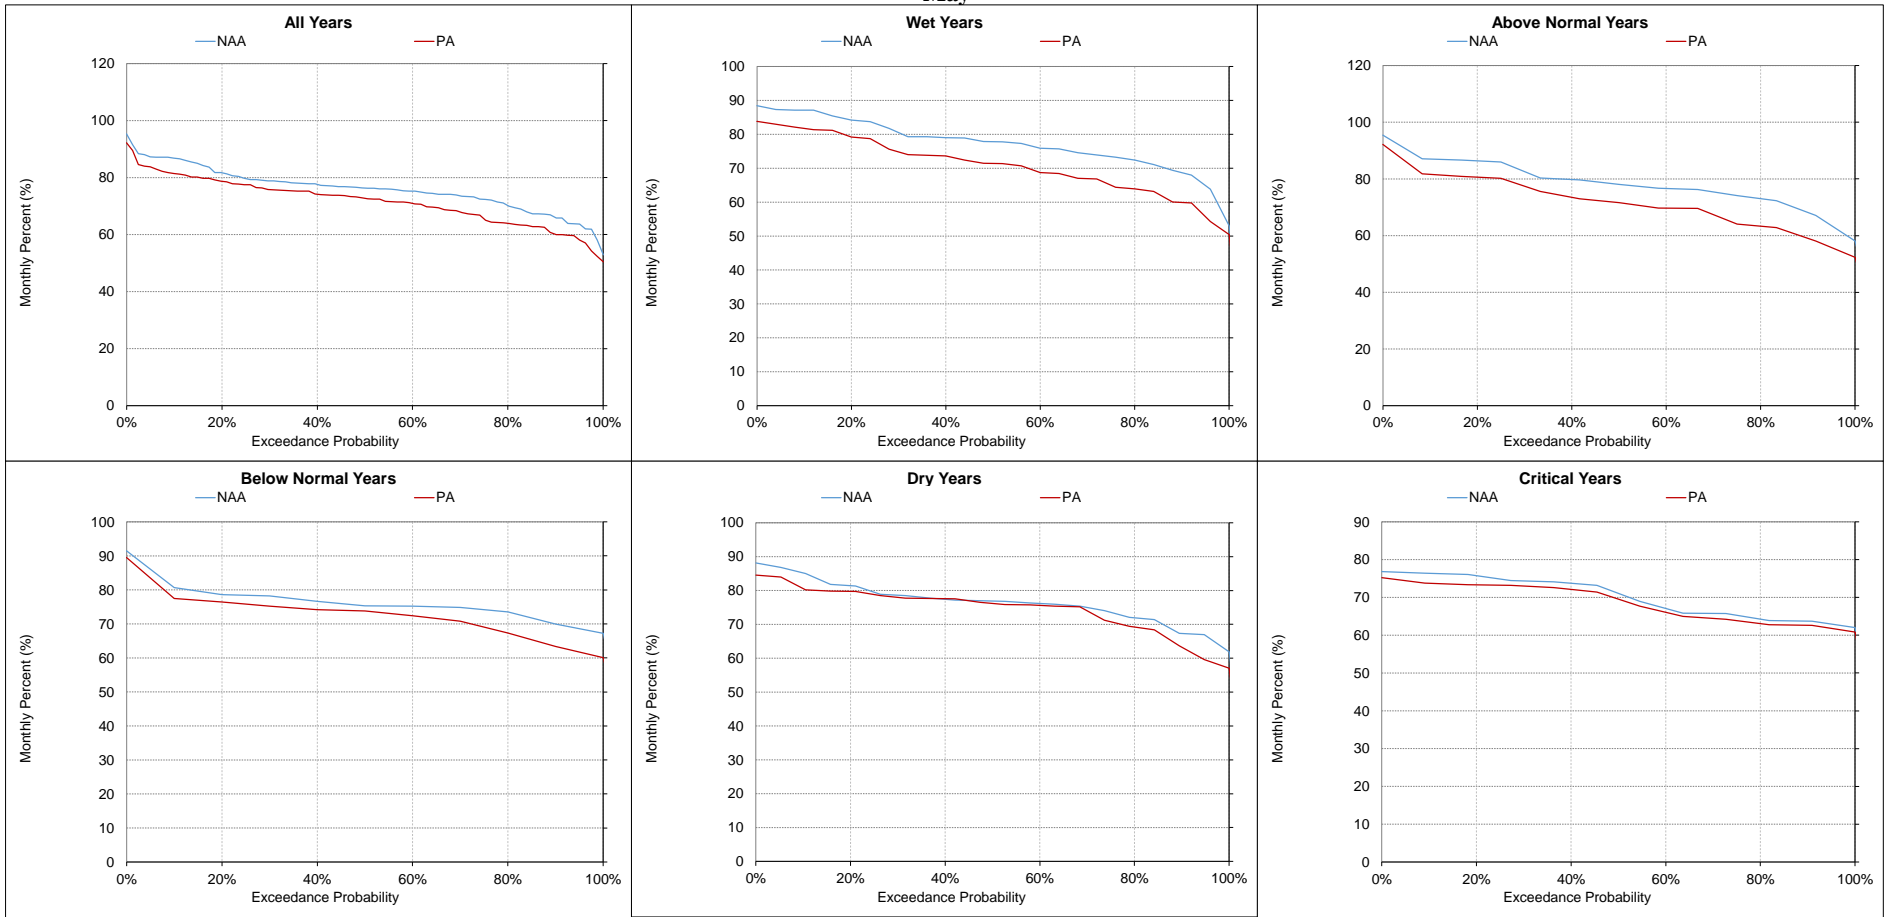 May
All Years
NAA PA
Monthly Percent (%)
120
100
80
60
40
20
0
0% 20% 40% 60% 80% 100%
Exceedance Probability
Wet Years
NAA PA
Monthly Percent (%)
100
90
80
70
60
50
40
30
20
10
0
0% 20% 40% 60% 80% 100%
Exceedance Probability
Above Normal Years
NAA PA
Monthly Percent (%)
120
100
80
60
40
20
0
0% 20% 40% 60% 80% 100%
Exceedance Probability
Below Normal Years
NAA PA
Monthly Percent (%)
100
90
80
70
60
50
40
30
20
10
0
0% 20% 40% 60% 80% 100%
Exceedance Probability
Dry Years
NAA PA
Monthly Percent (%)
100
90
80
70
60
50
40
30
20
10
0
0% 20% 40% 60% 80% 100%
Exceedance Probability
Critical Years
NAA PA
Monthly Percent (%)
90
80
70
60
50
40
30
20
10
0
0% 20% 40% 60% 80% 100%
Exceedance Probability